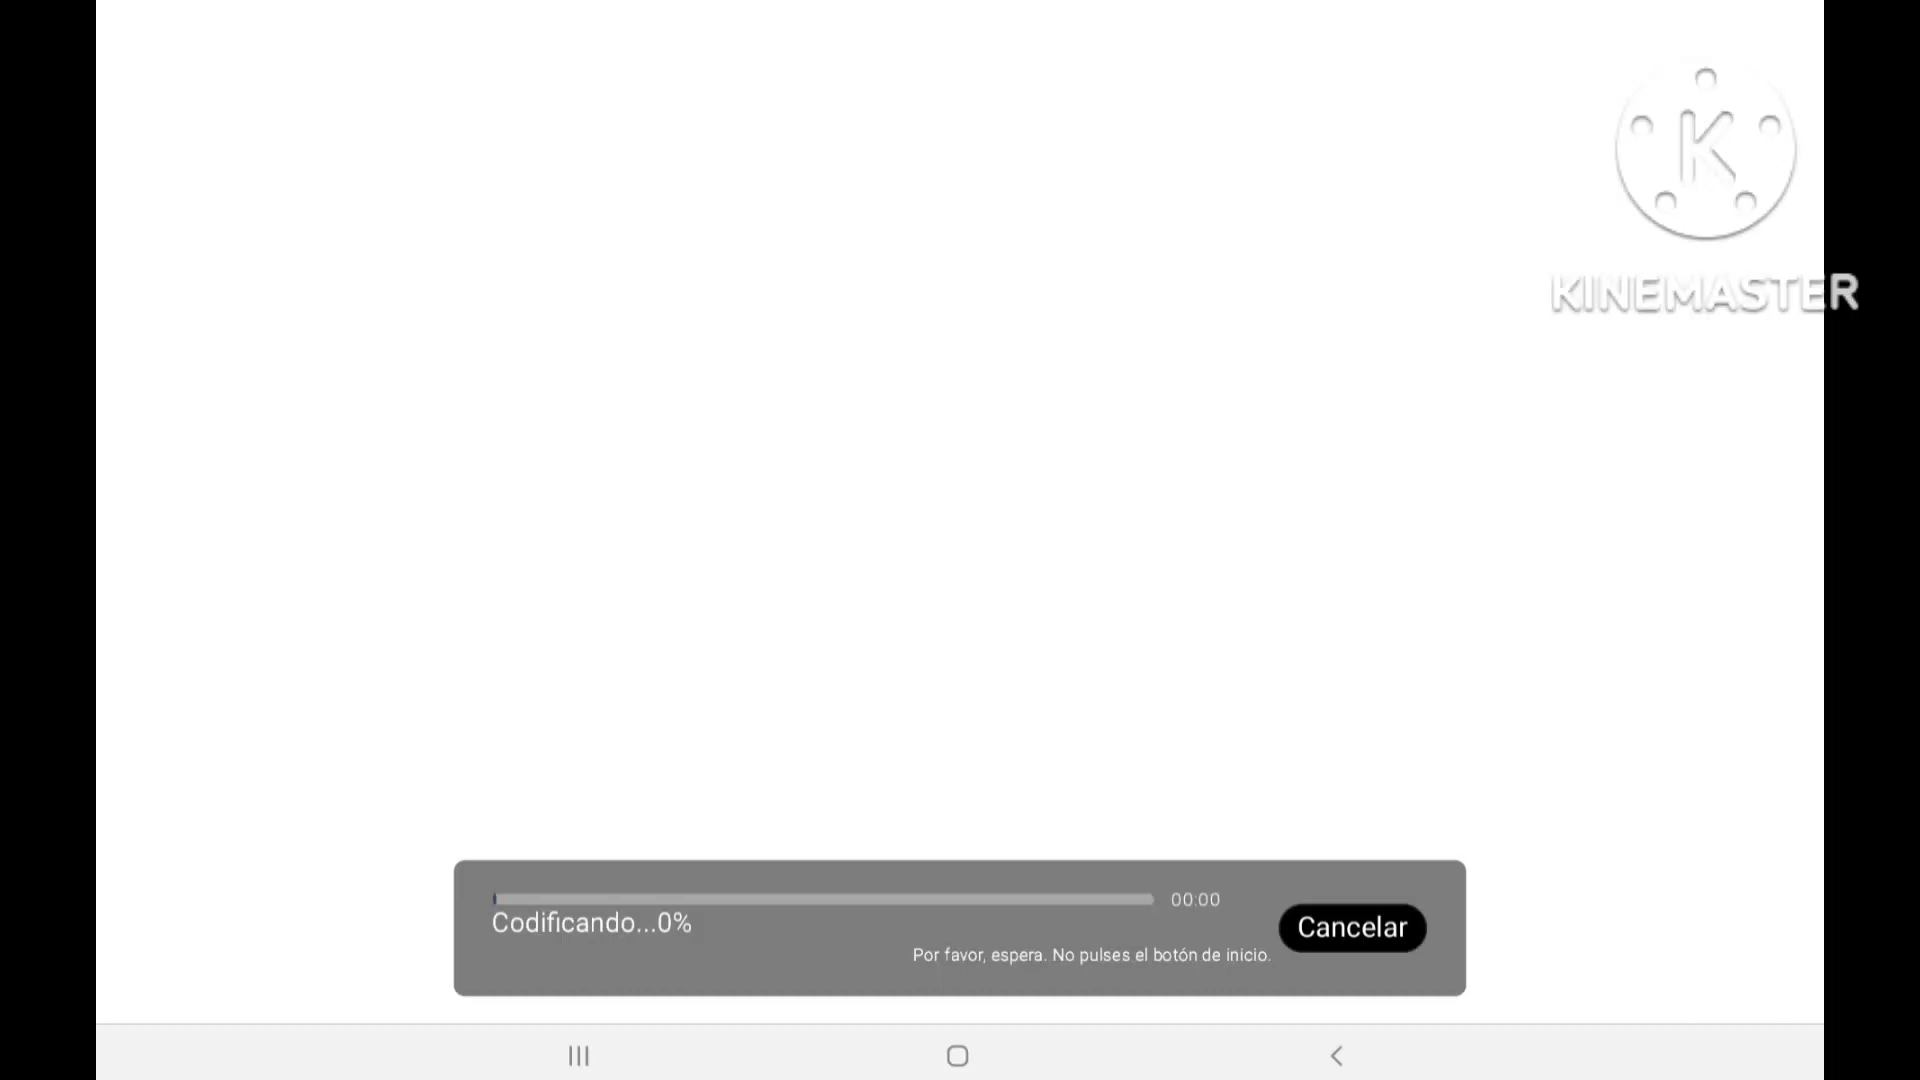 K
KINEMASTER
00:00
Codificando...0%
Cancelar
Por favor, espera. No pulses el botón de inicio.